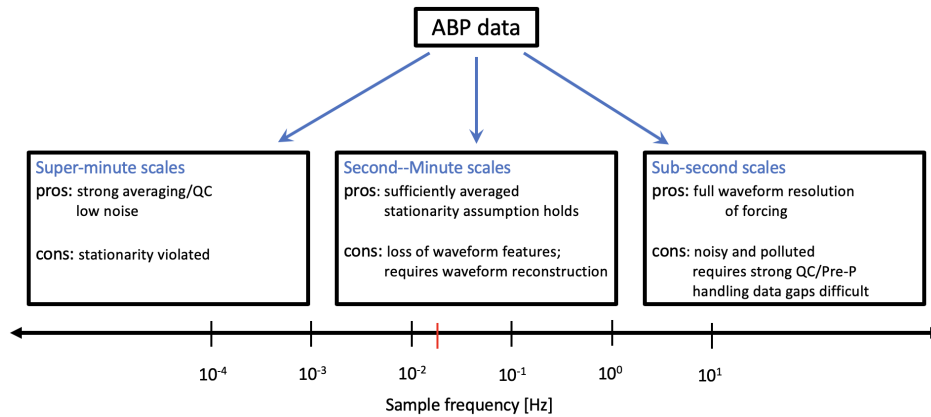 ABP data
Super-minute scales
pros: strong averaging/QC
low noise
cons: stationarity violated
Second--Minute scales
pros: sufficiently averaged
stationarity assumption holds
cons: loss of waveform features;
requires waveform reconstruction
Sub-second scales
pros: full waveform resolution
of forcing
cons: noisy and polluted
requires strong QC/Pre-P
handling data gaps difficult
10⁻⁴ 10⁻³ 10⁻² 10⁻¹ 10⁰ 10¹
Sample frequency [Hz]